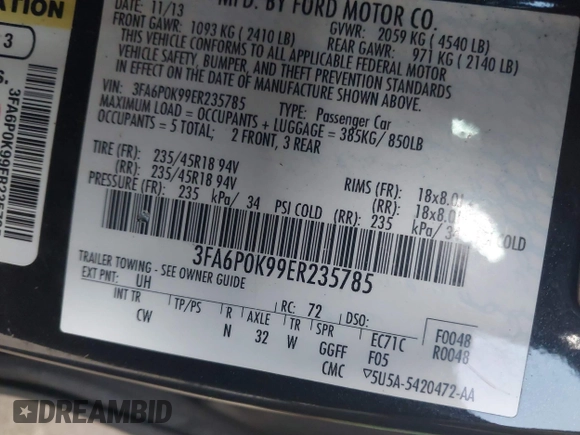 ATION
3
3FA6P0K99ER235785
DATE: 11/13
MFD. BY FORD MOTOR CO.
FRONT GAWR: 1093 KG (2410 LB)
GVWR: 2059 KG (4540 LB)
REAR GAWR: 971 KG (2140 LB)
THIS VEHICLE CONFORMS TO ALL APPLICABLE FEDERAL MOTOR
VEHICLE SAFETY, BUMPER, AND THEFT PREVENTION STANDARDS
IN EFFECT ON THE DATE OF MANUFACTURE SHOWN ABOVE.
VIN: 3FA6P0K99ER235785
TYPE: Passenger Car
MAXIMUM LOAD = OCCUPANTS + LUGGAGE = 385KG/850LB
OCCUPANTS = 5 TOTAL; 2 FRONT, 3 REAR
TIRE (FR): 235/45R18 94V
(RR): 235/45R18 94V
RIMS (FR): 18x8.0J
(RR): 18x8.0J
PRESSURE (FR): 235 kPa/ 34 PSI COLD
(RR): 235 kPa/ 34 PSI COLD
3FA6P0K99ER235785
TRAILER TOWING - SEE OWNER GUIDE
EXT PNT: UH RC: 72 DSO:
INT TR TP/PS R AXLE TR SPR EC71C F0048
CW N 32 W GGFF F05 R0048
CMC ▽5U5A-5420472-AA
DREAMBID